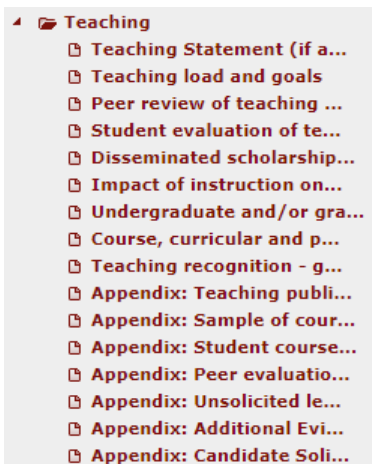 Teaching
Teaching Statement (if a...
Teaching load and goals
Peer review of teaching ...
Student evaluation of te...
Disseminated scholarship...
Impact of instruction on...
Undergraduate and/or gra...
Course, curricular and p...
Teaching recognition - g...
Appendix: Teaching publi...
Appendix: Sample of cour...
Appendix: Student course...
Appendix: Peer evaluatio...
Appendix: Unsolicited le...
Appendix: Additional Evi...
Appendix: Candidate Soli...